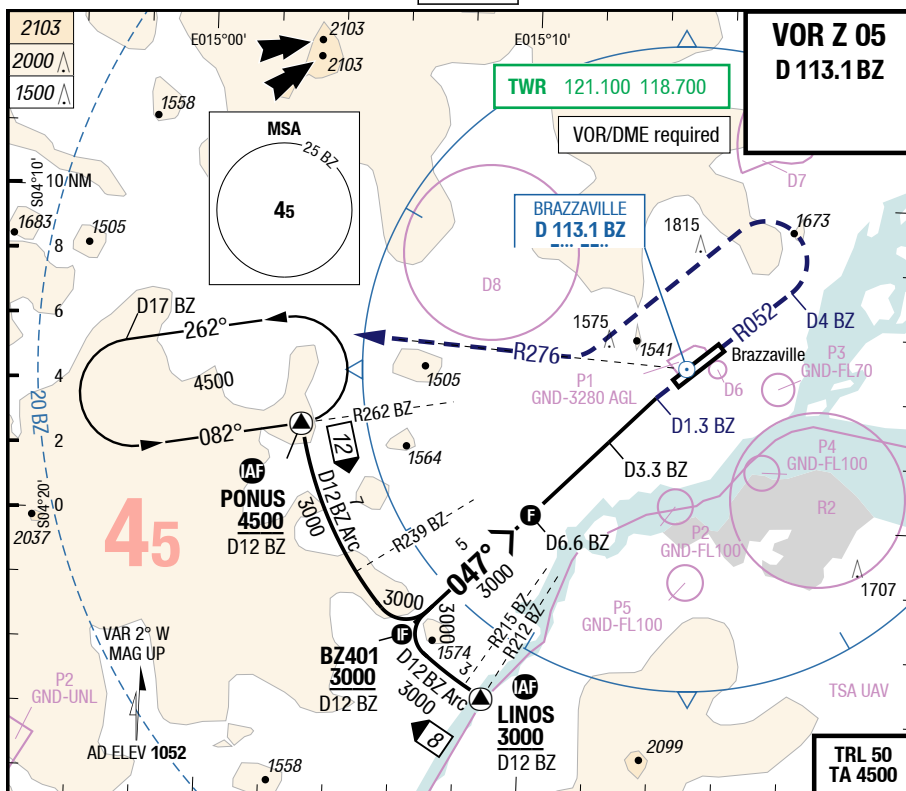 2103
2000
1500
E015°00'
2103
2103
E015°10'
VOR Z 05
D 113.1 BZ
TWR 121.100 118.700
VOR/DME required
1558
MSA
25 BZ
45
S04°10'
10 NM
8
6
4
2
0
1683
1505
D7
BRAZZAVILLE
D 113.1 BZ
1815
1673
D8
D17 BZ
262°
4500
082°
R276
1575
1541
R052
D4 BZ
Brazzaville
P3
GND-FL70
P1
GND-3280 AGL
D6
D1.3 BZ
1505
R262 BZ
20 BZ
12
1564
D3.3 BZ
P4
GND-FL100
IAF
PONUS
4500
D12 BZ
D12 BZ Arc
7
3000
R239 BZ
S04°20'
2037
45
F
D6.6 BZ
R2
P2
GND-FL100
5
047°
3000
3000
1707
R215 BZ
R212 BZ
P5
GND-FL100
VAR 2° W
MAG UP
IF
BZ401
3000
D12 BZ
3000
1574
3
D12 BZ Arc
3000
P2
GND-UNL
IAF
LINOS
3000
D12 BZ
8
TSA UAV
AD ELEV 1052
1558
2099
TRL 50
TA 4500